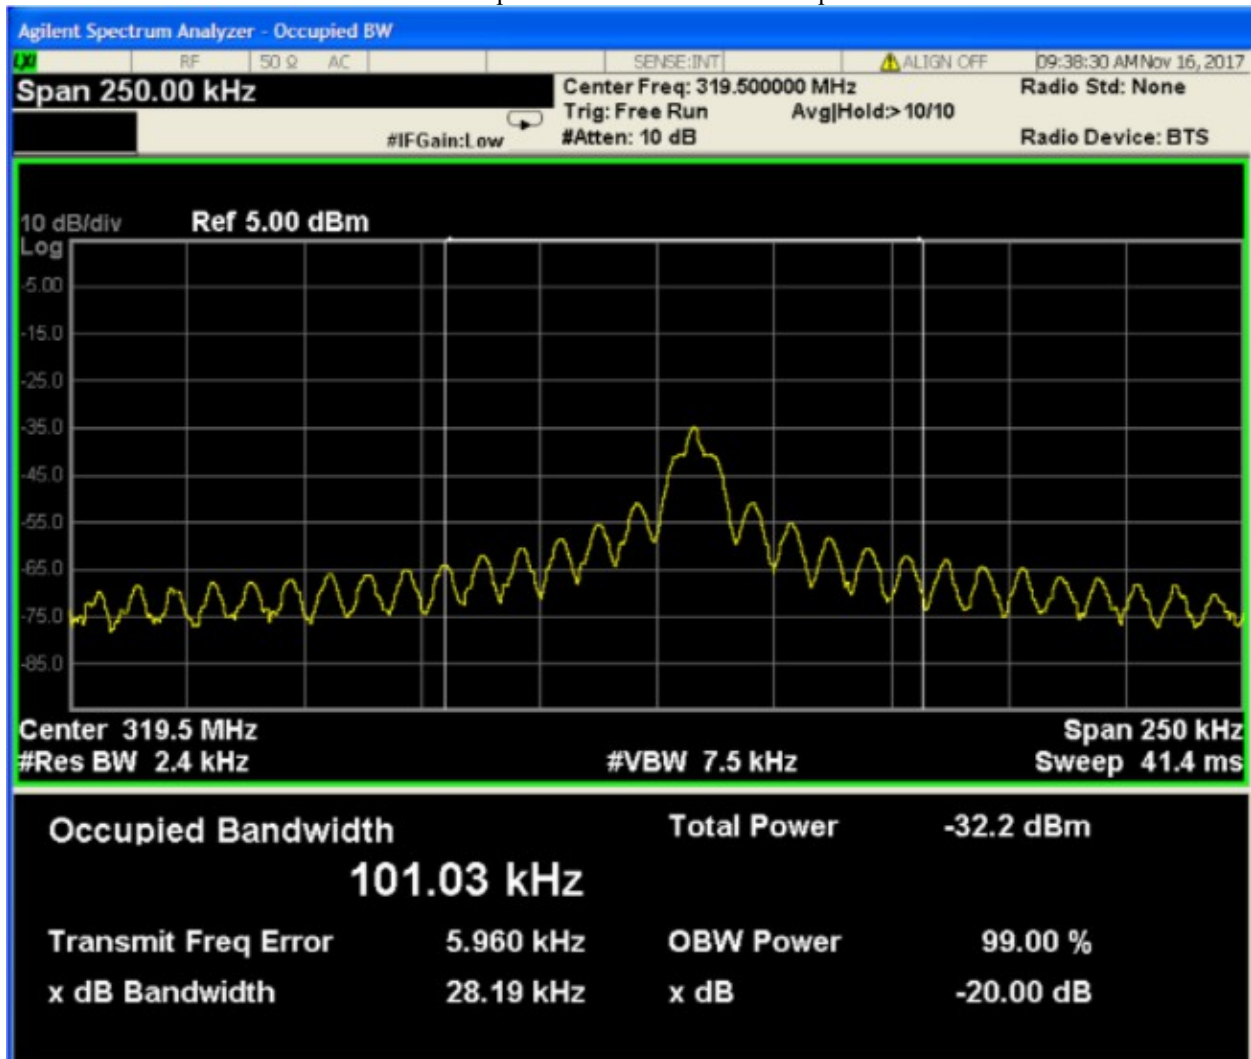 Agilent Spectrum Analyzer - Occupied BW
LXI RF 50 Ω AC SENSE:INT ALIGN OFF 09:38:30 AM Nov 16, 2017
Span 250.00 kHz
Center Freq: 319.500000 MHz Radio Std: None
Trig: Free Run Avg|Hold:> 10/10
#IFGain:Low #Atten: 10 dB Radio Device: BTS
10 dB/div Ref 5.00 dBm
Log
-5.00
-15.0
-25.0
-35.0
-45.0
-55.0
-65.0
-75.0
-85.0
Center 319.5 MHz Span 250 kHz
#Res BW 2.4 kHz #VBW 7.5 kHz Sweep 41.4 ms
Occupied Bandwidth Total Power -32.2 dBm
101.03 kHz
Transmit Freq Error 5.960 kHz OBW Power 99.00 %
x dB Bandwidth 28.19 kHz x dB -20.00 dB